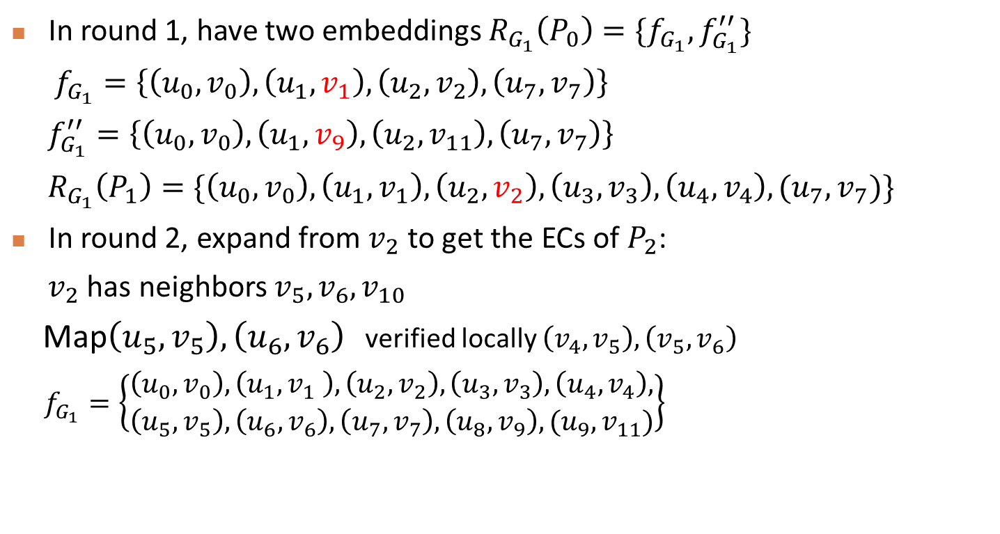 ▪ In round 1, have two embeddings $R_{G_1}(P_0) = \{f_{G_1}, f''_{G_1}\}$
$f_{G_1} = \{(u_0, v_0), (u_1, v_1), (u_2, v_2), (u_7, v_7)\}$
$f''_{G_1} = \{(u_0, v_0), (u_1, v_9), (u_2, v_{11}), (u_7, v_7)\}$
$R_{G_1}(P_1) = \{(u_0, v_0), (u_1, v_1), (u_2, v_2), (u_3, v_3), (u_4, v_4), (u_7, v_7)\}$
▪ In round 2, expand from $v_2$ to get the ECs of $P_2$:
$v_2$ has neighbors $v_5, v_6, v_{10}$
Map$(u_5, v_5), (u_6, v_6)$ verified locally $(v_4, v_5), (v_5, v_6)$
$f_{G_1} = \begin{Bmatrix} (u_0, v_0), (u_1, v_1), (u_2, v_2), (u_3, v_3), (u_4, v_4), \\ (u_5, v_5), (u_6, v_6), (u_7, v_7), (u_8, v_9), (u_9, v_{11}) \end{Bmatrix}$